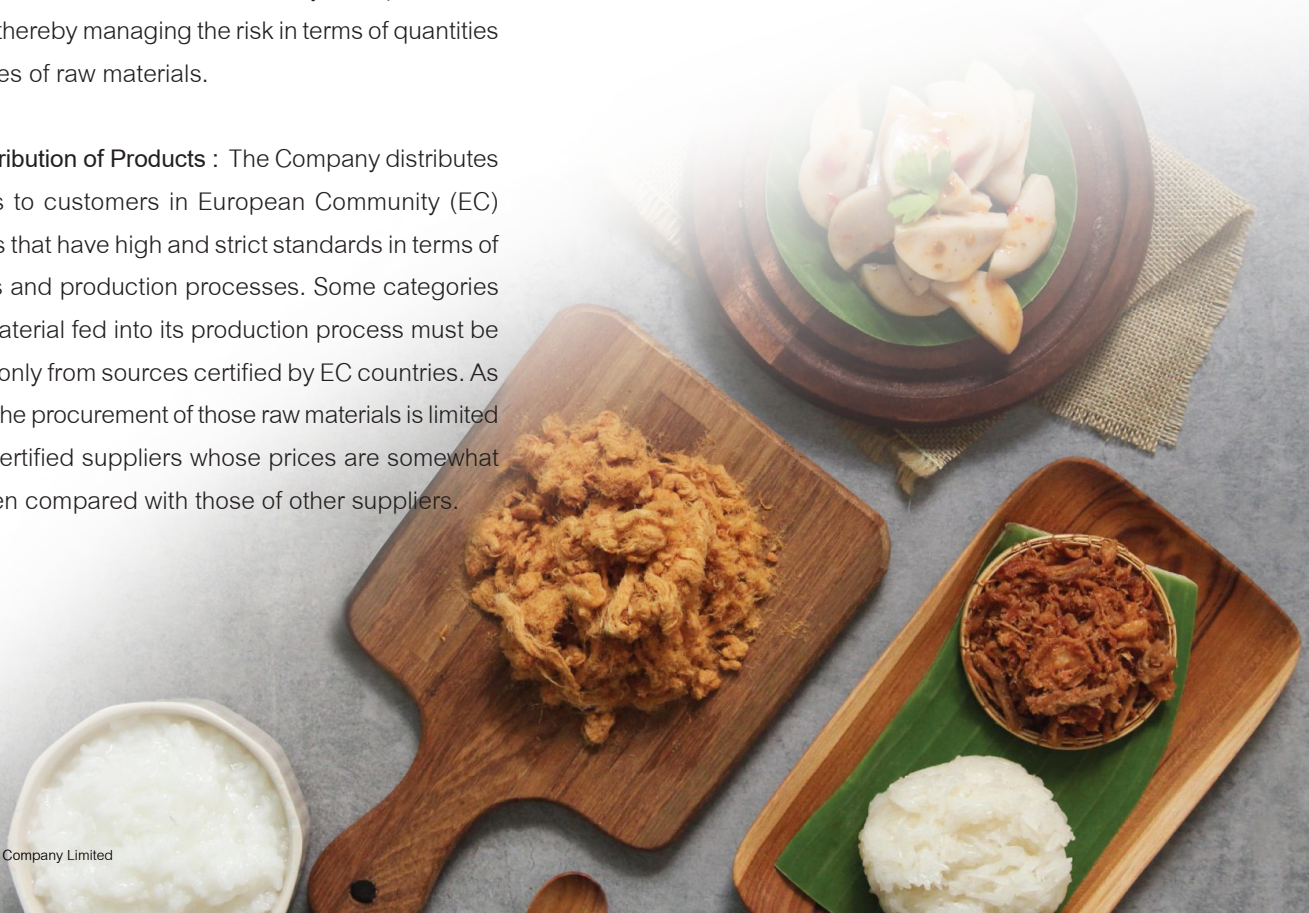 thereby managing the risk in terms of quantities
es of raw materials.
ribution of Products : The Company distributes
s to customers in European Community (EC)
s that have high and strict standards in terms of
s and production processes. Some categories
aterial fed into its production process must be
only from sources certified by EC countries. As
he procurement of those raw materials is limited
ertified suppliers whose prices are somewhat
en compared with those of other suppliers.
Company Limited